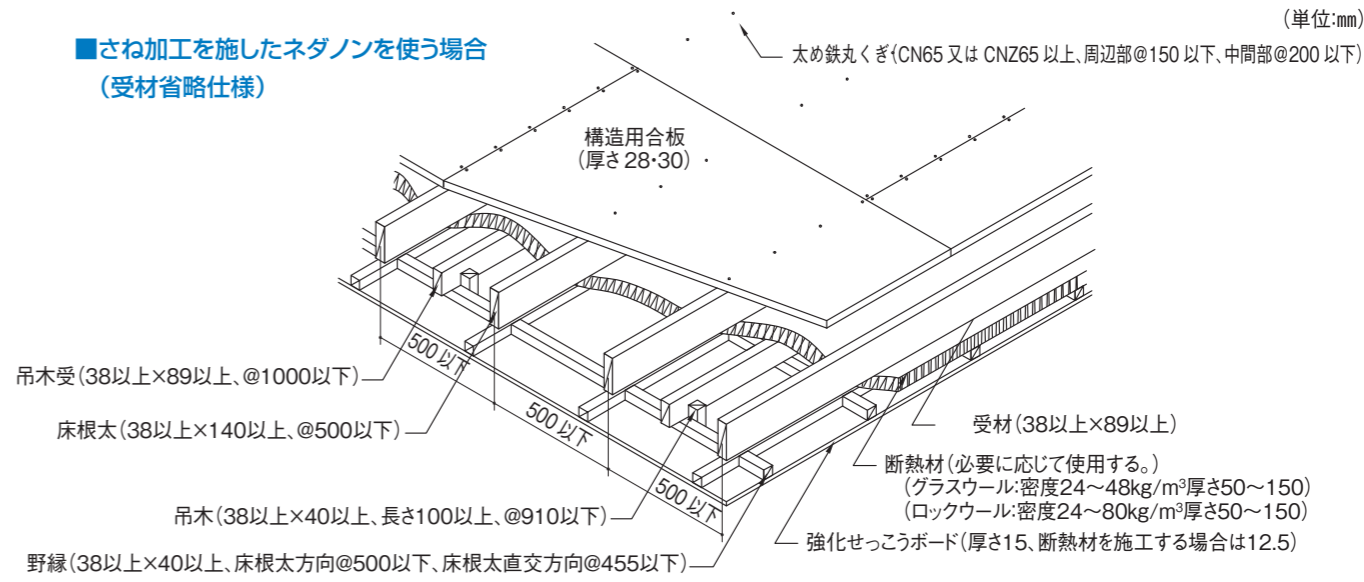 (単位:㎜)
■さね加工を施したネダノンを使う場合
(受材省略仕様)
太め鉄丸くぎ(CN65 又は CNZ65 以上、周辺部@150 以下、中間部@200 以下)
構造用合板
(厚さ28・30)
500 以下
500 以下
500 以下
吊木受(38以上×89以上、@1000以下)
床根太(38以上×140以上、@500以下)
吊木(38以上×40以上、長さ100以上、@910以下)
野縁(38以上×40以上、床根太方向@500以下、床根太直交方向@455以下)
受材(38以上×89以上)
断熱材(必要に応じて使用する。)
(グラスウール:密度24〜48kg/m³厚さ50〜150)
(ロックウール:密度24〜80kg/m³厚さ50〜150)
強化せっこうボード(厚さ15、断熱材を施工する場合は12.5)